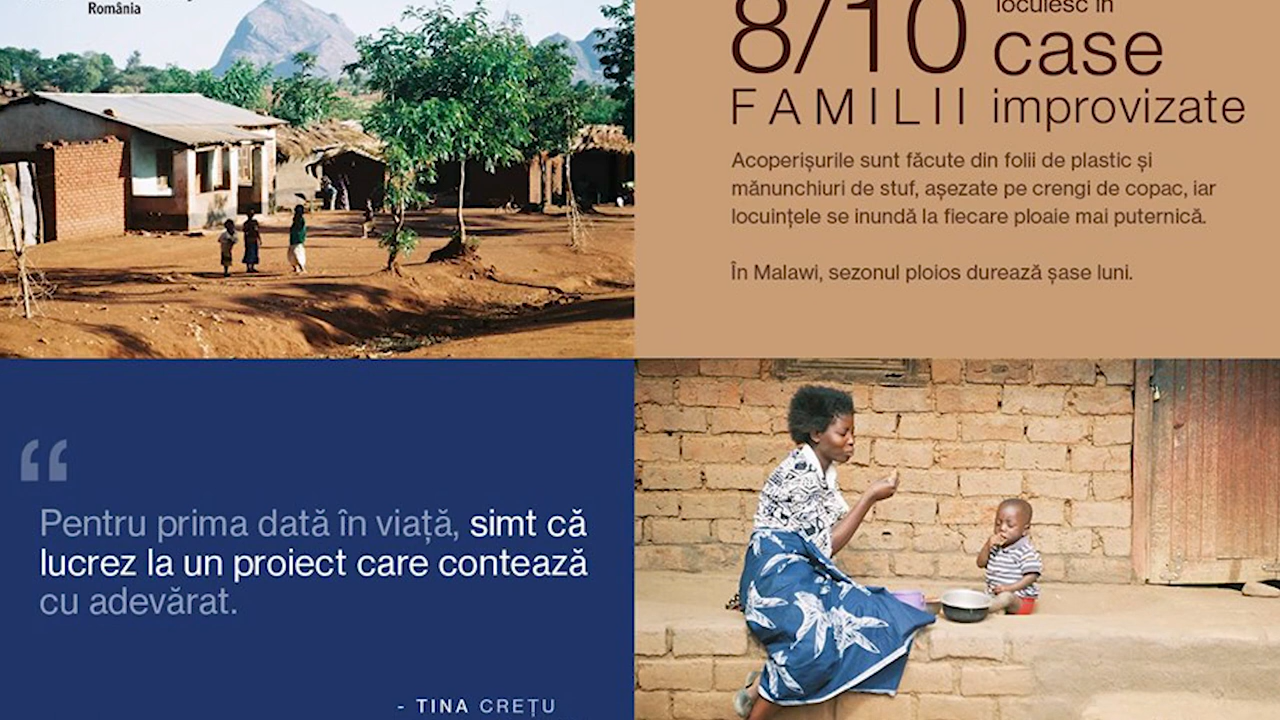 România
8/10 locuiesc în
case
FAMILII improvizate
Acoperișurile sunt făcute din folii de plastic și
mănunchiuri de stuf, așezate pe crengi de copac, iar
locuințele se inundă la fiecare ploaie mai puternică.
În Malawi, sezonul ploios durează șase luni.
“
Pentru prima dată în viață, simt că
lucrez la un proiect care contează
cu adevărat.
- TINA CREȚU